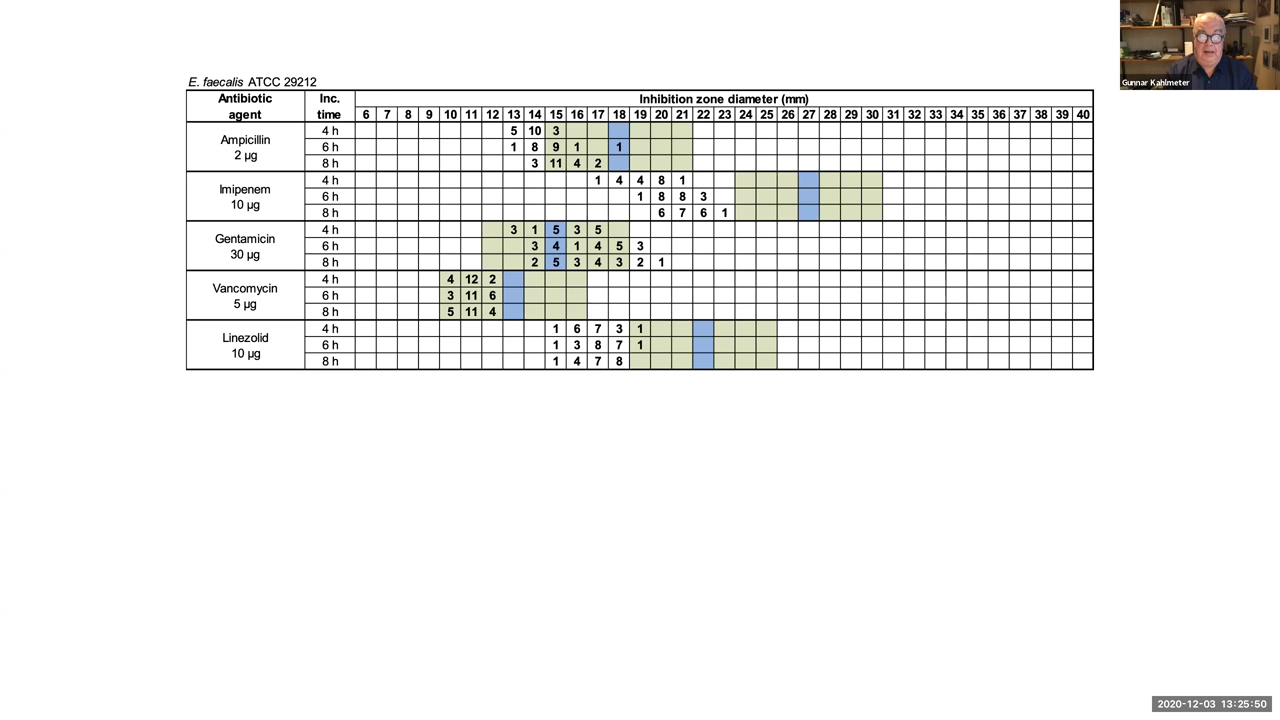 Gunnar Kahlmeter
E. faecalis ATCC 29212
Antibiotic agent Inc. time Inhibition zone diameter (mm)
6 7 8 9 10 11 12 13 14 15 16 17 18 19 20 21 22 23 24 25 26 27 28 29 30 31 32 33 34 35 36 37 38 39 40
Ampicillin 2 µg
4 h 5 10 3
6 h 1 8 9 1 1
8 h 3 11 4 2
Imipenem 10 µg
4 h 1 4 4 8 1
6 h 1 8 8 3
8 h 6 7 6 1
Gentamicin 30 µg
4 h 3 1 5 3 5
6 h 3 4 1 4 5 3
8 h 2 5 3 4 3 2 1
Vancomycin 5 µg
4 h 4 12 2
6 h 3 11 6
8 h 5 11 4
Linezolid 10 µg
4 h 1 6 7 3 1
6 h 1 3 8 7 1
8 h 1 4 7 8
2020-12-03 13:25:50